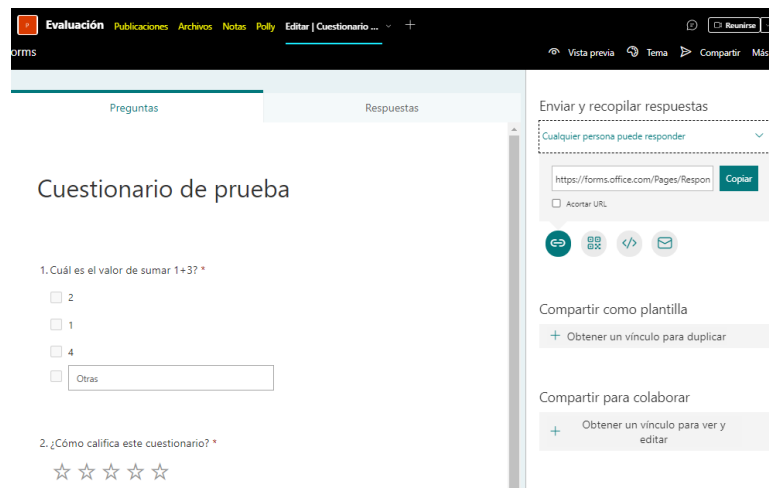 P Evaluación Publicaciones Archivos Notas Polly Editar | Cuestionario ... Reunirse
orms Vista previa Tema Compartir Más
Preguntas Respuestas
Cuestionario de prueba
1. Cuál es el valor de sumar 1+3? *
2
1
4
Otras
2. ¿Cómo califica este cuestionario? *
Enviar y recopilar respuestas
Cualquier persona puede responder
https://forms.office.com/Pages/Respon Copiar
Acortar URL
Compartir como plantilla
+ Obtener un vínculo para duplicar
Compartir para colaborar
+ Obtener un vínculo para ver y
editar